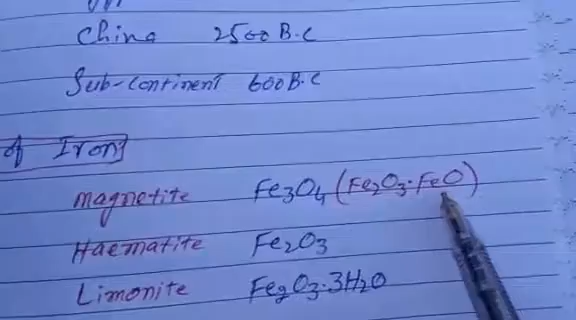 China 2500 B.C
Sub-continent 600 B.C
of Iron
magnetite Fe3O4 (Fe2O3·FeO)
Haematite Fe2O3
Limonite Fe2O3·3H2O